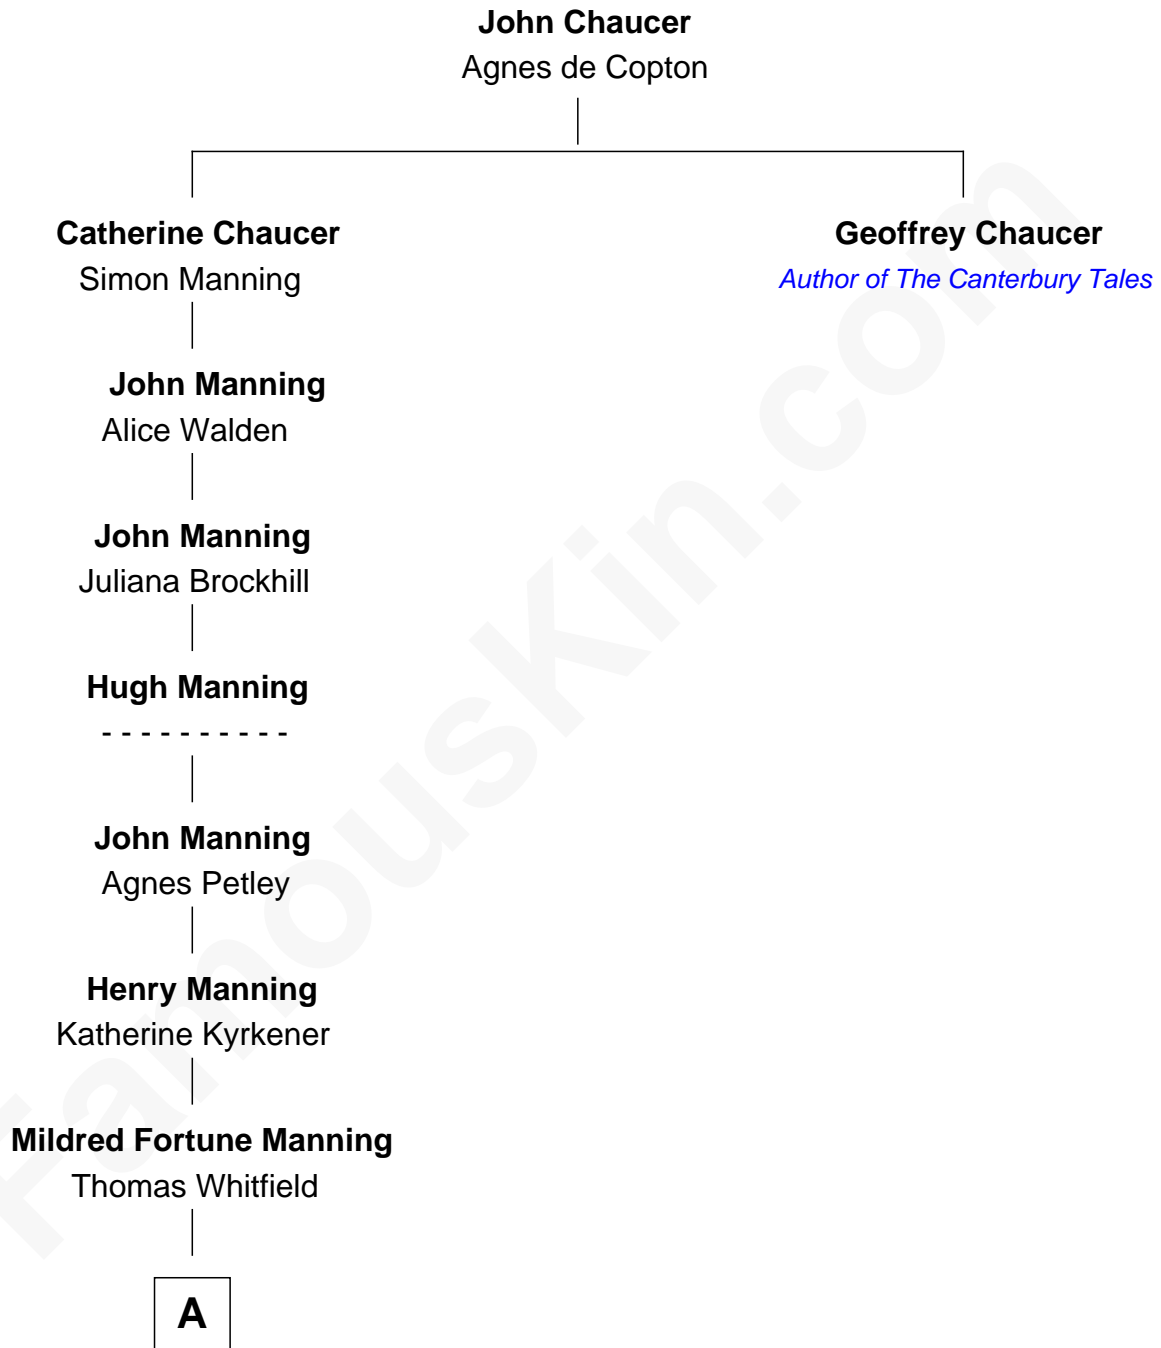 John Chaucer
Agnes de Copton
Catherine Chaucer
Simon Manning
Geoffrey Chaucer
Author of The Canterbury Tales
John Manning
Alice Walden
John Manning
Juliana Brockhill
Hugh Manning
- - - - - - - - - -
John Manning
Agnes Petley
Henry Manning
Katherine Kyrkener
Mildred Fortune Manning
Thomas Whitfield
A
FamousKin.com